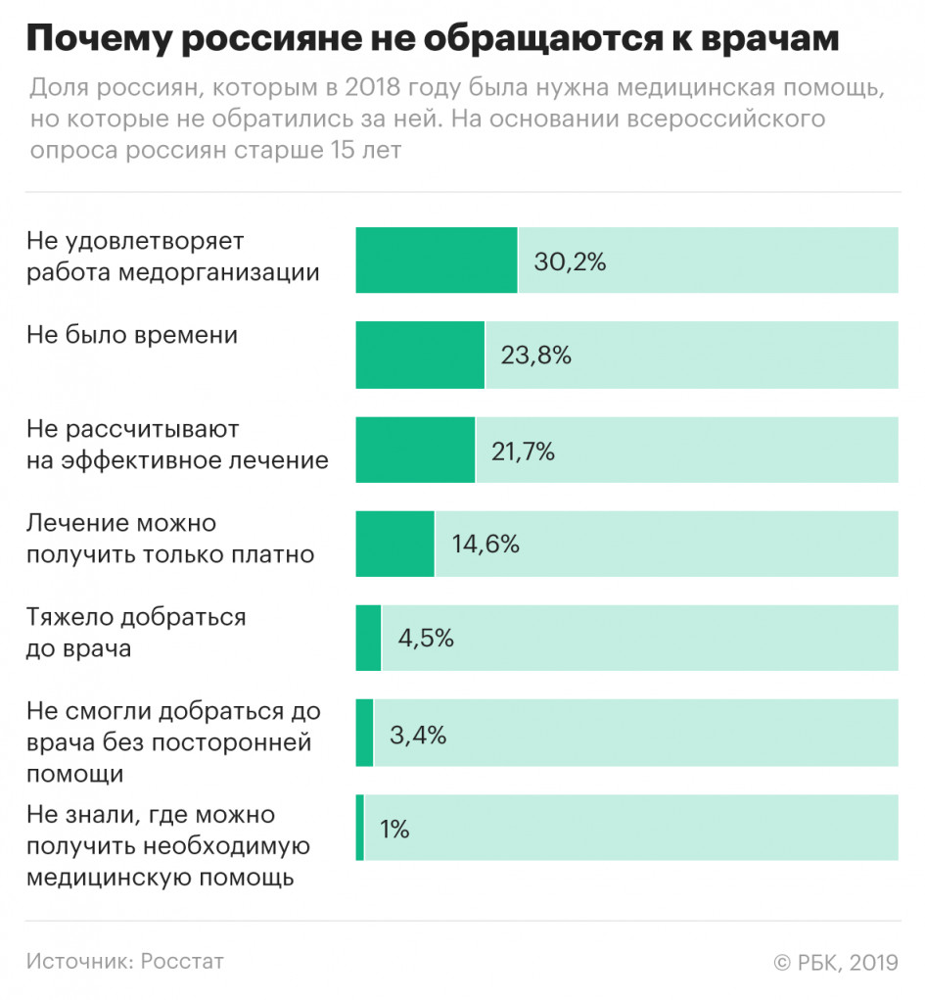 Почему россияне не обращаются к врачам
Доля россиян, которым в 2018 году была нужна медицинская помощь,
но которые не обратились за ней. На основании всероссийского
опроса россиян старше 15 лет
Не удовлетворяет
работа медорганизации
30,2%
Не было времени
23,8%
Не рассчитывают
на эффективное лечение
21,7%
Лечение можно
получить только платно
14,6%
Тяжело добраться
до врача
4,5%
Не смогли добраться до
врача без посторонней
помощи
3,4%
Не знали, где можно
получить необходимую
медицинскую помощь
1%
Источник: Росстат
© РБК, 2019